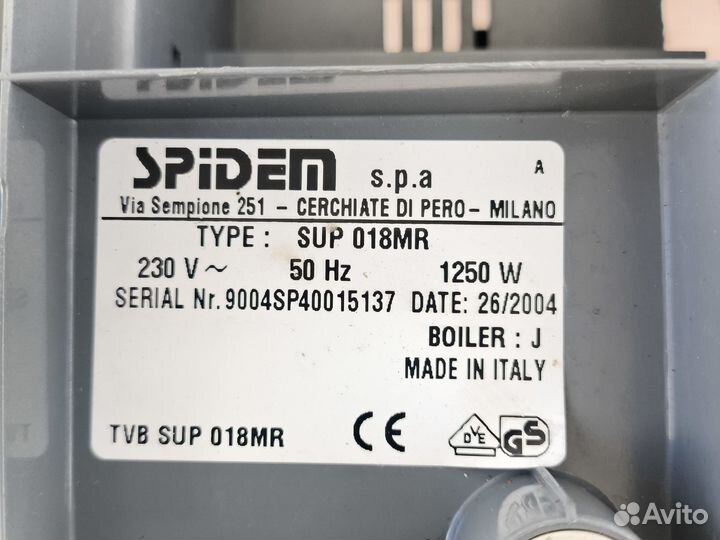 SPIDEM s.p.a A
Via Sempione 251 - CERCHIATE DI PERO- MILANO
TYPE : SUP 018MR
230 V ~ 50 Hz 1250 W
SERIAL Nr. 9004SP40015137 DATE: 26/2004
BOILER : J
MADE IN ITALY
TVB SUP 018MR CE DVE GS
Avito